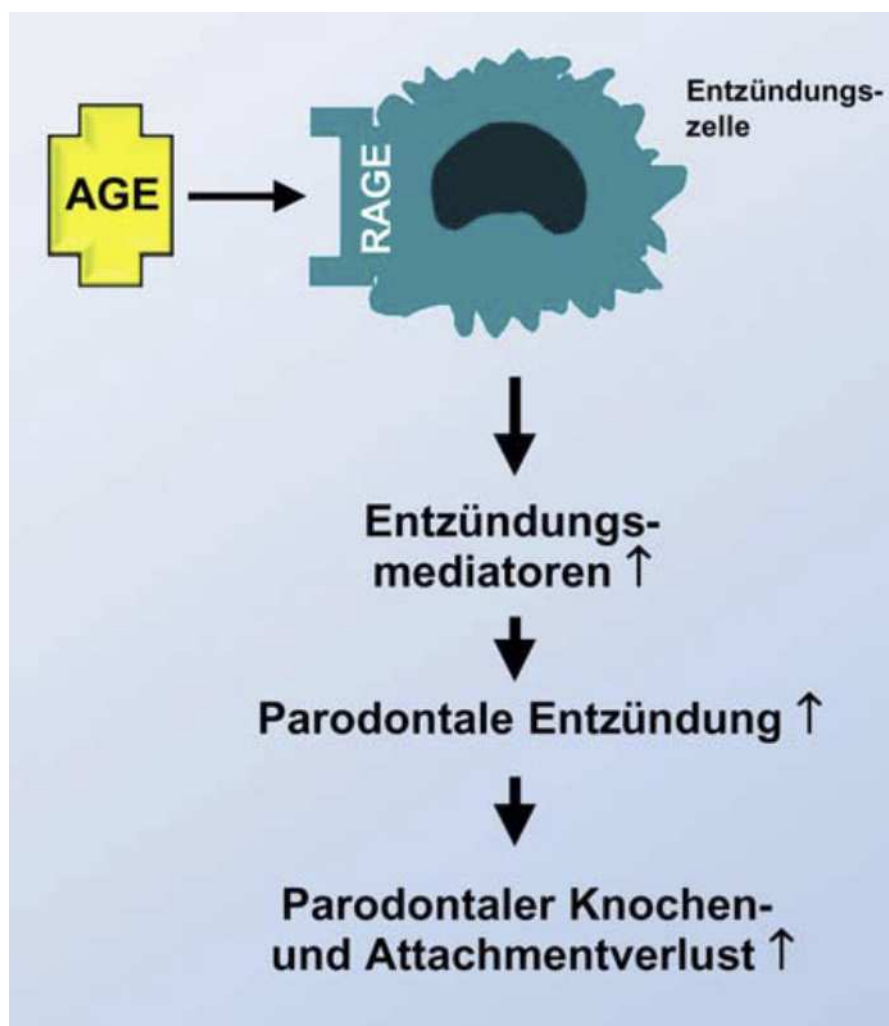 AGE
RAGE
Entzündungs-
zelle
Entzündungs-
mediatoren ↑
Parodontale Entzündung ↑
Parodontaler Knochen-
und Attachmentverlust ↑